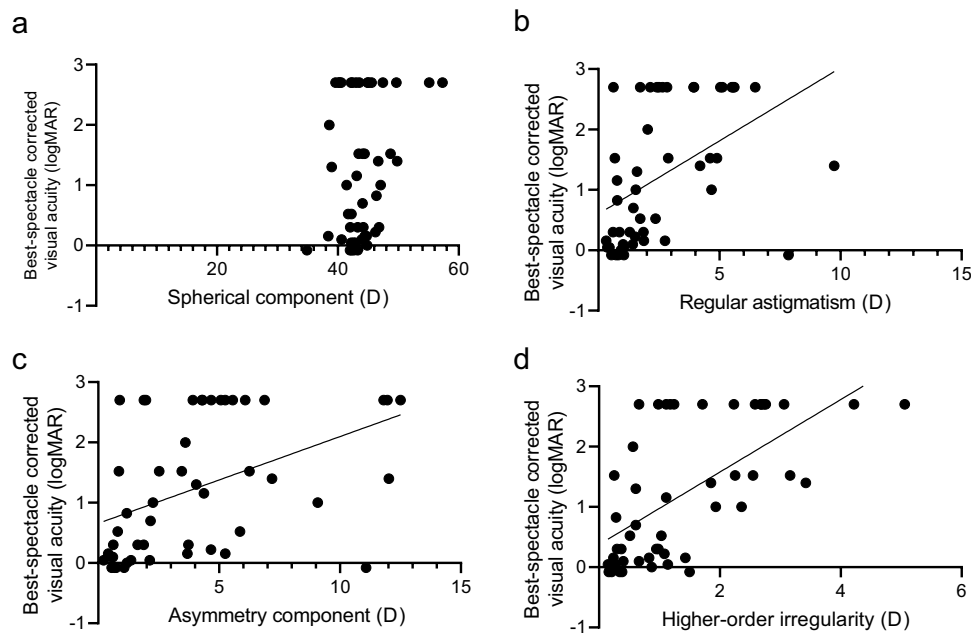 a
Best-spectacle corrected
visual acuity (logMAR)
3
2
1
0
-1
20
40
60
Spherical component (D)
b
Best-spectacle corrected
visual acuity (logMAR)
3
2
1
0
-1
5
10
15
Regular astigmatism (D)
c
Best-spectacle corrected
visual acuity (logMAR)
3
2
1
0
-1
5
10
15
Asymmetry component (D)
d
Best-spectacle corrected
visual acuity (logMAR)
3
2
1
0
-1
2
4
6
Higher-order irregularity (D)